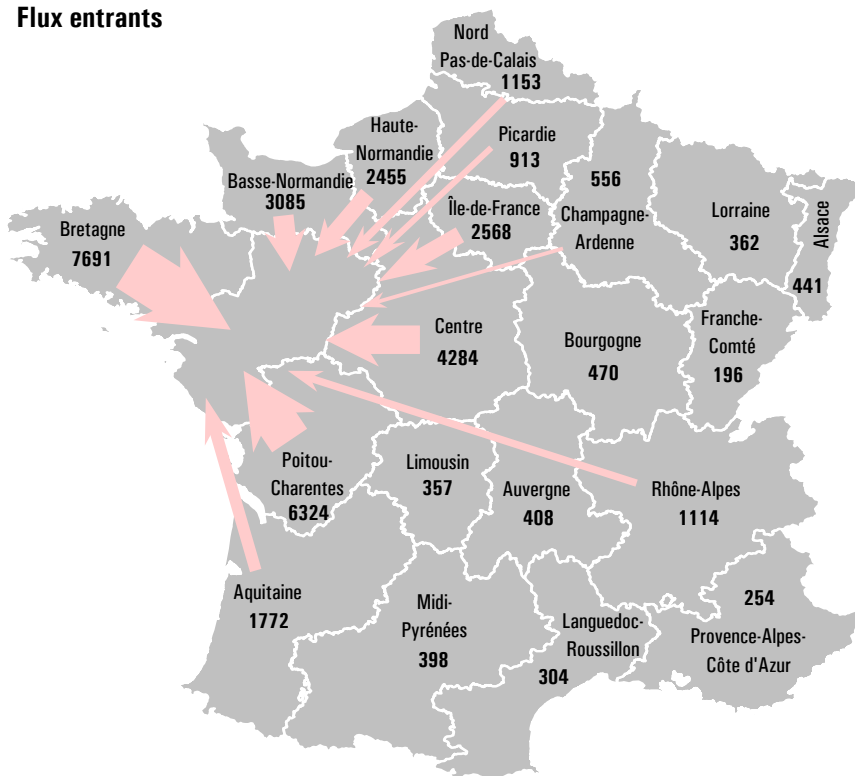 Flux entrants
Nord
Pas-de-Calais
1153
Haute-
Normandie
2455
Picardie
913
Basse-Normandie
3085
Île-de-France
2568
556
Champagne-
Ardenne
Lorraine
362
Alsace
441
Bretagne
7691
Centre
4284
Bourgogne
470
Franche-
Comté
196
Poitou-
Charentes
6324
Limousin
357
Auvergne
408
Rhône-Alpes
1114
Aquitaine
1772
Midi-
Pyrénées
398
Languedoc-
Roussillon
304
254
Provence-Alpes-
Côte d'Azur